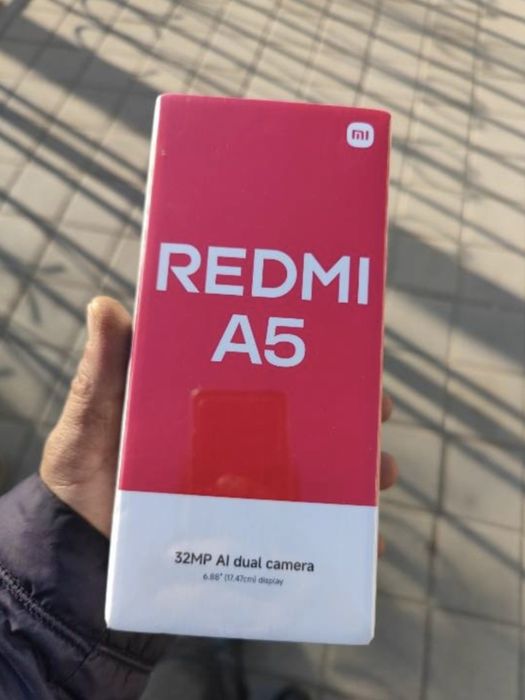 mi
REDMI
A5
32MP AI dual camera
6.88" (17.47cm) display